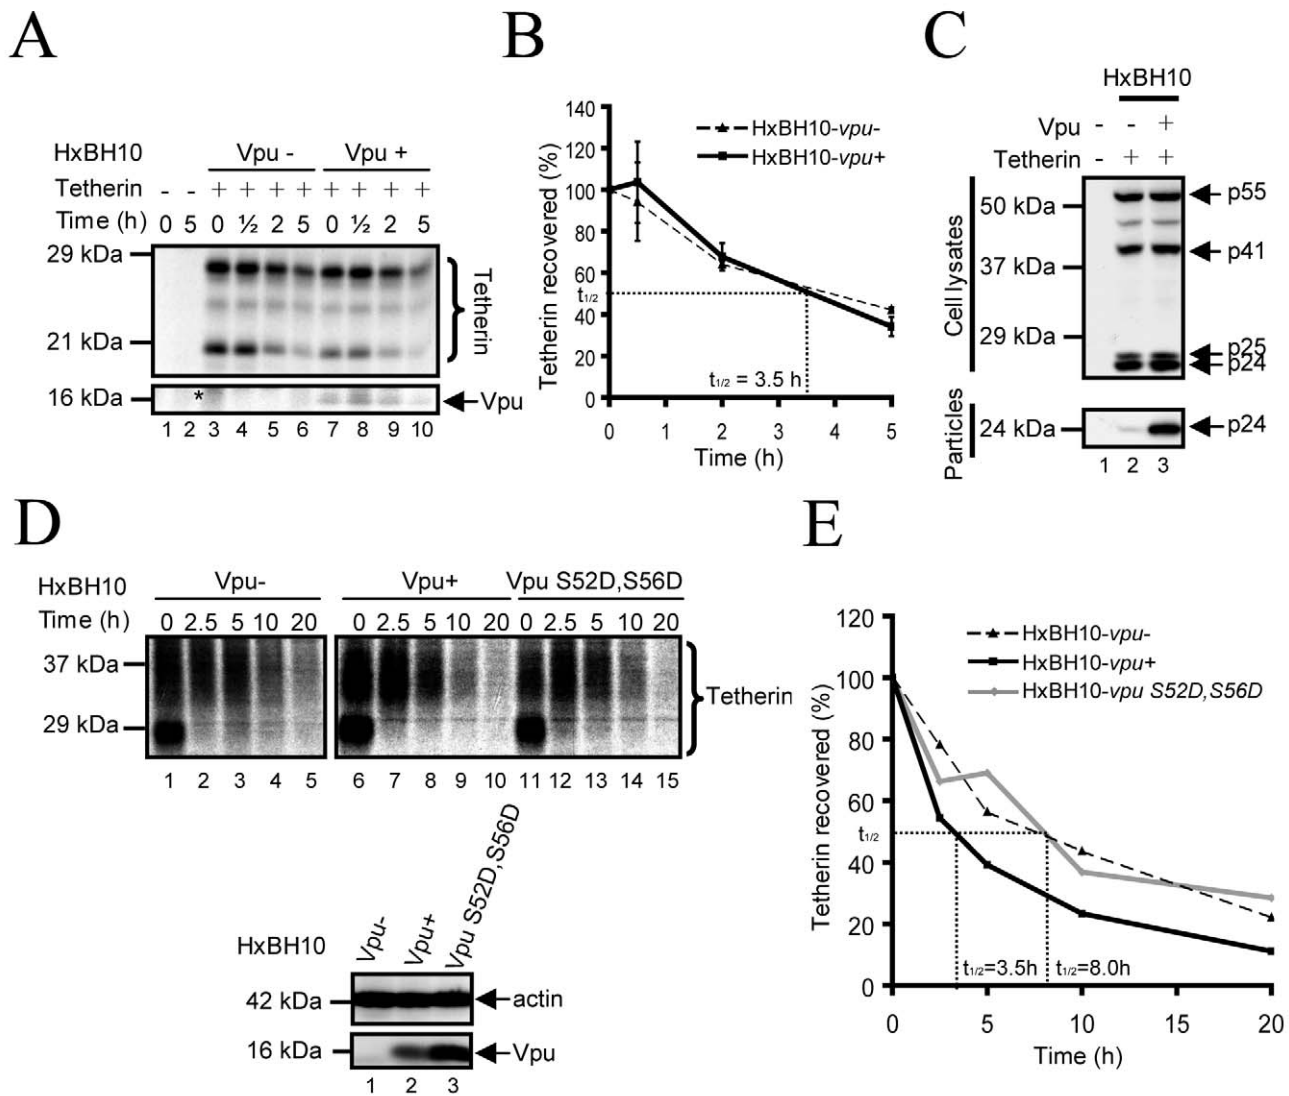 A
HxBH10 Vpu - Vpu +
Tetherin - - + + + + + + + +
Time (h) 0 5 0 ½ 2 5 0 ½ 2 5
29 kDa
21 kDa
Tetherin
16 kDa * Vpu
1 2 3 4 5 6 7 8 9 10
B
Tetherin recovered (%)
140
120
100
80
60
t1/2
40
20
0
HxBH10-vpu-
HxBH10-vpu+
t1/2 = 3.5 h
0 1 2 3 4 5
Time (h)
C
HxBH10
Vpu - - +
Tetherin - + +
Cell lysates
50 kDa
37 kDa
29 kDa
p55
p41
p25
p24
Particles
24 kDa p24
1 2 3
D
HxBH10 Vpu- Vpu+ Vpu S52D,S56D
Time (h) 0 2.5 5 10 20 0 2.5 5 10 20 0 2.5 5 10 20
37 kDa
29 kDa
Tetherin
1 2 3 4 5 6 7 8 9 10 11 12 13 14 15
HxBH10 Vpu- Vpu+ Vpu S52D,S56D
42 kDa actin
16 kDa Vpu
1 2 3
E
Tetherin recovered (%)
120
100
80
60
t1/2
40
20
0
HxBH10-vpu-
HxBH10-vpu+
HxBH10-vpu S52D,S56D
t1/2=3.5h t1/2=8.0h
0 5 10 15 20
Time (h)